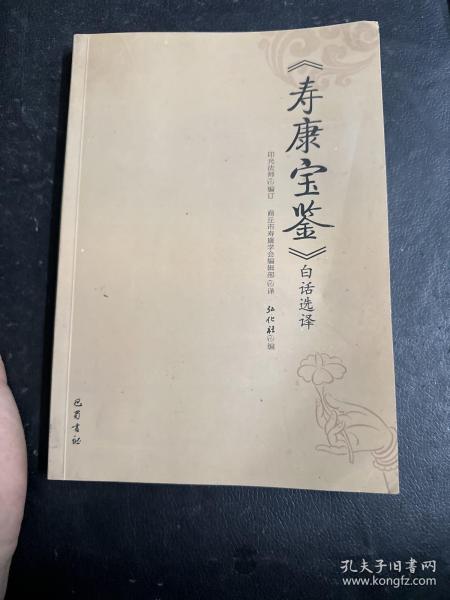 《寿康宝鉴》白话选译
印光法师 编订 商丘市寿康学会编辑部 译 弘化社 编
巴蜀书社
孔夫子旧书网
www.kongfz.com